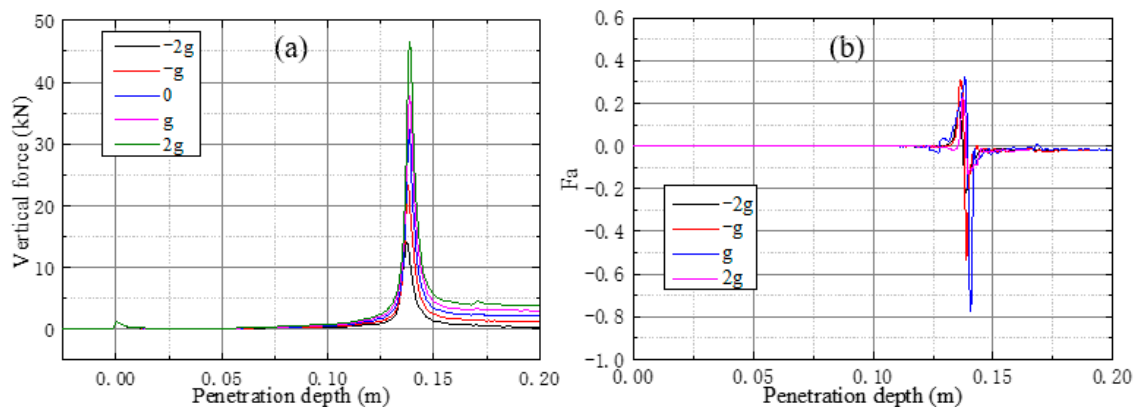 (a)
−2g
−g
0
g
2g
Vertical force (kN)
50
40
30
20
10
0
0.00
0.05
0.10
0.15
0.20
Penetration depth (m)
(b)
−2g
−g
g
2g
Fa
0.6
0.4
0.2
0.0
−0.2
−0.4
−0.6
−0.8
−1.0
0.00
0.05
0.10
0.15
0.20
Penetration depth (m)